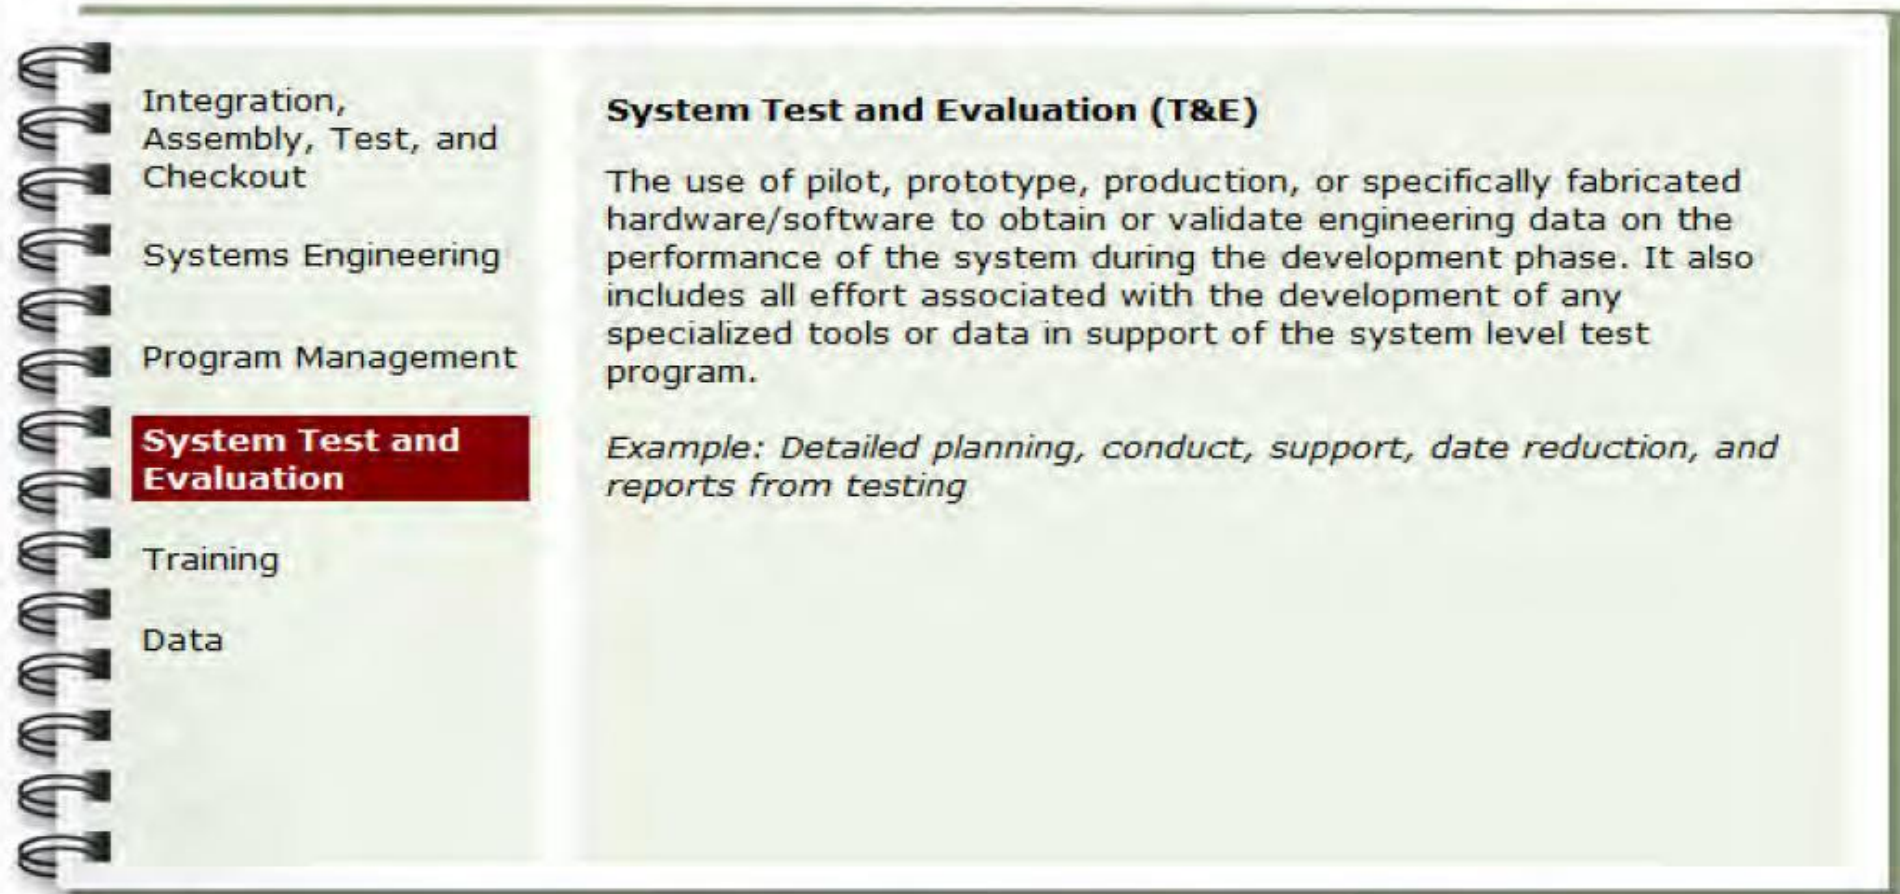 Integration,
Assembly, Test, and
Checkout
Systems Engineering
Program Management
System Test and
Evaluation
Training
Data
System Test and Evaluation (T&E)
The use of pilot, prototype, production, or specifically fabricated
hardware/software to obtain or validate engineering data on the
performance of the system during the development phase. It also
includes all effort associated with the development of any
specialized tools or data in support of the system level test
program.
Example: Detailed planning, conduct, support, date reduction, and
reports from testing